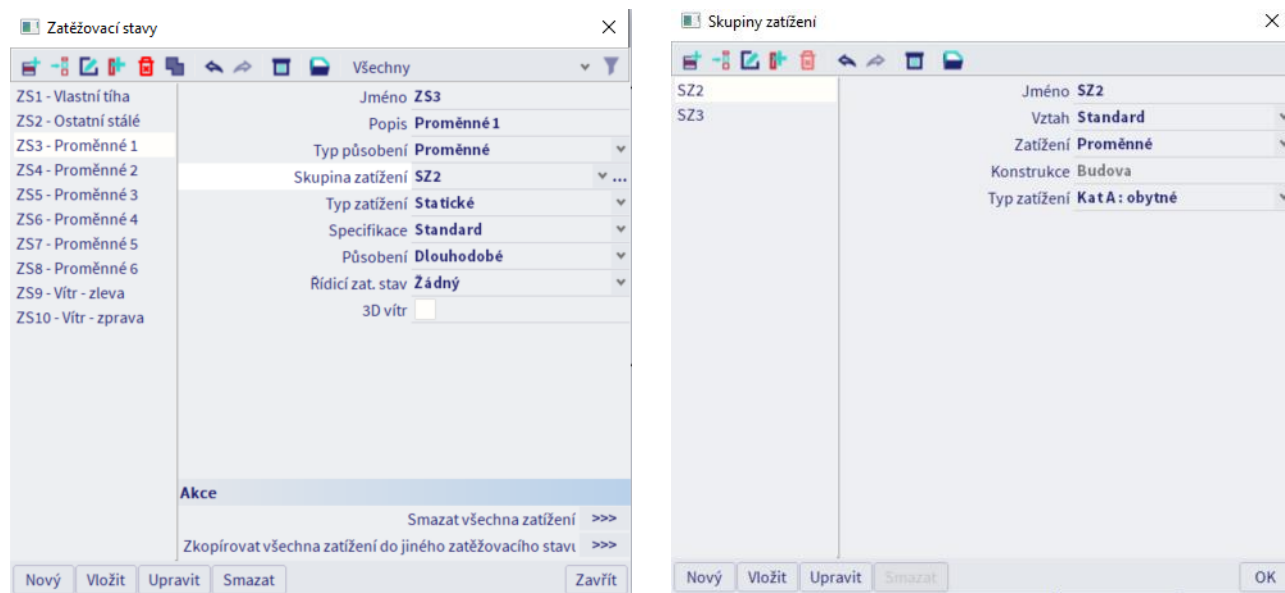 Zatěžovací stavy
Všechny
ZS1 - Vlastní tíha
ZS2 - Ostatní stálé
ZS3 - Proměnné 1
ZS4 - Proměnné 2
ZS5 - Proměnné 3
ZS6 - Proměnné 4
ZS7 - Proměnné 5
ZS8 - Proměnné 6
ZS9 - Vítr - zleva
ZS10 - Vítr - zprava
Jméno ZS3
Popis Proměnné 1
Typ působení Proměnné
Skupina zatížení SZ2 ...
Typ zatížení Statické
Specifikace Standard
Působení Dlouhodobé
Řídicí zat. stav Žádný
3D vítr
Akce
Smazat všechna zatížení >>>
Zkopírovat všechna zatížení do jiného zatěžovacího stavu >>>
Nový Vložit Upravit Smazat Zavřít
Skupiny zatížení
SZ2
SZ3
Jméno SZ2
Vztah Standard
Zatížení Proměnné
Konstrukce Budova
Typ zatížení Kat A : obytné
Nový Vložit Upravit Smazat OK